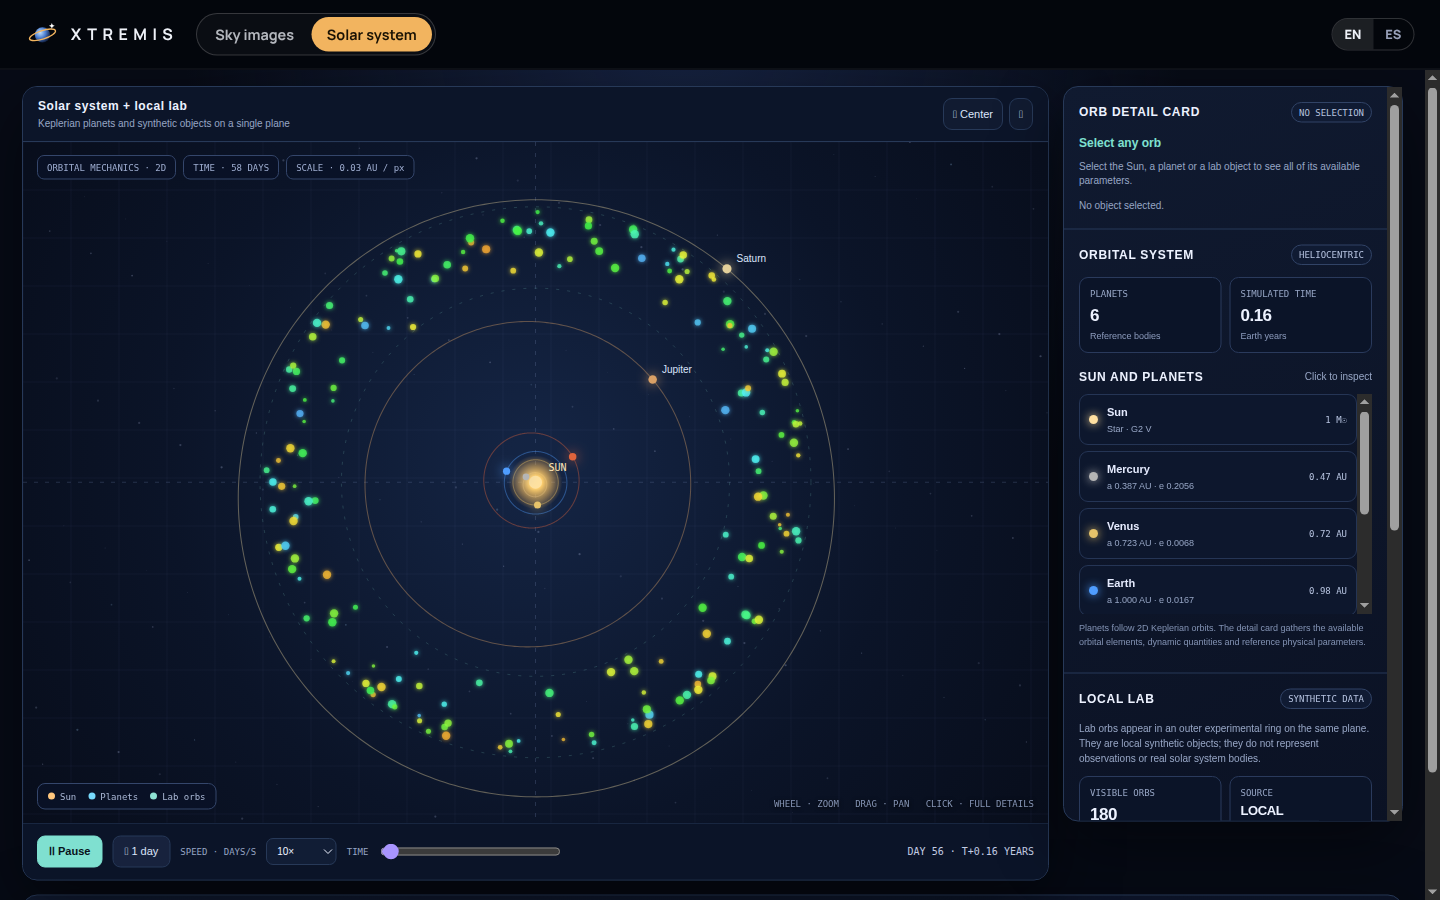 XTREMIS
Sky images
Solar system
EN
ES
Solar system + local lab
Keplerian planets and synthetic objects on a single plane
Center
ORBITAL MECHANICS · 2D
TIME · 58 DAYS
SCALE · 0.03 AU / px
Saturn
Jupiter
SUN
Sun
Planets
Lab orbs
WHEEL · ZOOM
DRAG · PAN
CLICK · FULL DETAILS
Pause
1 day
SPEED · DAYS/S
10×
TIME
DAY 56 · T+0.16 YEARS
ORB DETAIL CARD
NO SELECTION
Select any orb
Select the Sun, a planet or a lab object to see all of its available
parameters.
No object selected.
ORBITAL SYSTEM
HELIOCENTRIC
PLANETS
6
Reference bodies
SIMULATED TIME
0.16
Earth years
SUN AND PLANETS
Click to inspect
Sun
Star · G2 V
1 M☉
Mercury
a 0.387 AU · e 0.2056
0.47 AU
Venus
a 0.723 AU · e 0.0068
0.72 AU
Earth
a 1.000 AU · e 0.0167
0.98 AU
Planets follow 2D Keplerian orbits. The detail card gathers the available
orbital elements, dynamic quantities and reference physical parameters.
LOCAL LAB
SYNTHETIC DATA
Lab orbs appear in an outer experimental ring on the same plane.
They are local synthetic objects; they do not represent
observations or real solar system bodies.
VISIBLE ORBS
180
SOURCE
LOCAL